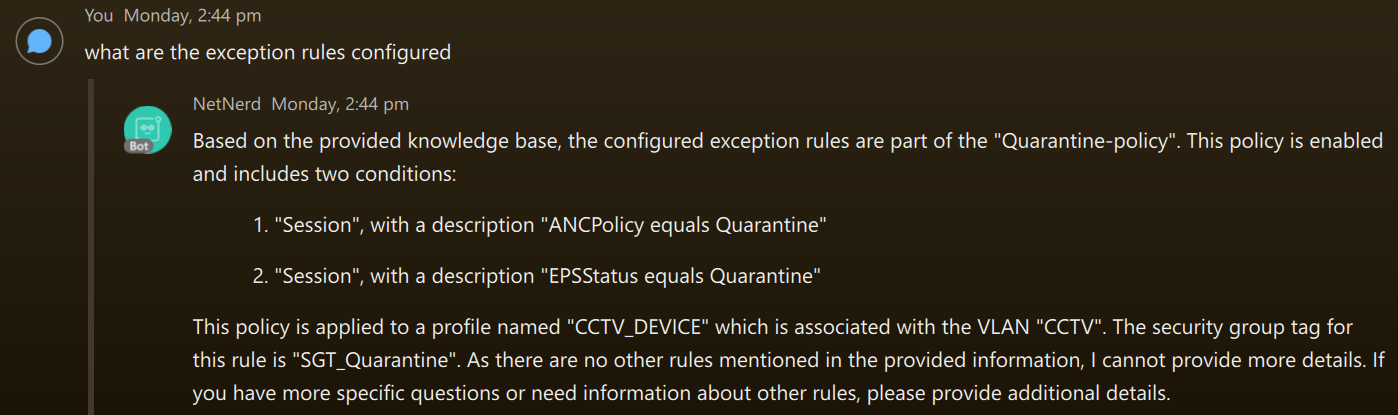 You Monday, 2:44 pm
what are the exception rules configured
NetNerd Monday, 2:44 pm
Bot
Based on the provided knowledge base, the configured exception rules are part of the "Quarantine-policy". This policy is enabled
and includes two conditions:
1. "Session", with a description "ANCPolicy equals Quarantine"
2. "Session", with a description "EPSStatus equals Quarantine"
This policy is applied to a profile named "CCTV_DEVICE" which is associated with the VLAN "CCTV". The security group tag for
this rule is "SGT_Quarantine". As there are no other rules mentioned in the provided information, I cannot provide more details. If
you have more specific questions or need information about other rules, please provide additional details.